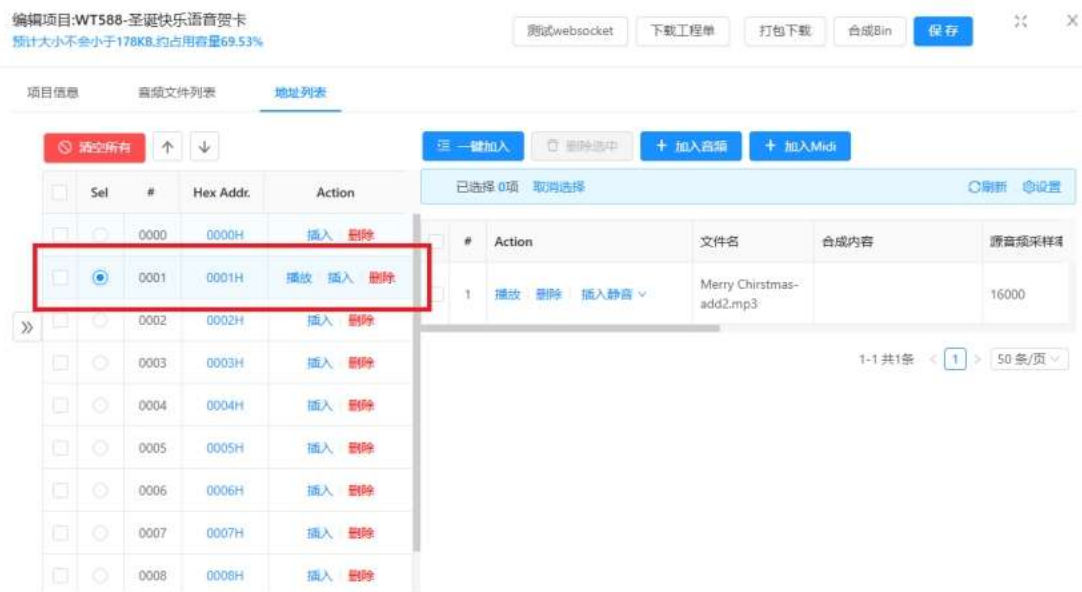 编辑项目:WT588-圣诞快乐语音贺卡
预计大小不会小于178KB,约占用容量69.53%
测试websocket 下载工程单 打包下载 合成Bin 保存
项目信息 音频文件列表 地址列表
清空所有
一键加入 删除选中 + 加入音频 + 加入Midi
已选择 0项 取消选择 刷新 设置
Sel # Hex Addr. Action
0000 0000H 插入 删除
0001 0001H 播放 插入 删除
0002 0002H 插入 删除
0003 0003H 插入 删除
0004 0004H 插入 删除
0005 0005H 插入 删除
0006 0006H 插入 删除
0007 0007H 插入 删除
0008 0008H 插入 删除
# Action 文件名 合成内容 源音频采样率
1 播放 删除 插入静音 Merry Chirstmas-
add2.mp3 16000
1-1 共1条 < 1 > 50 条/页